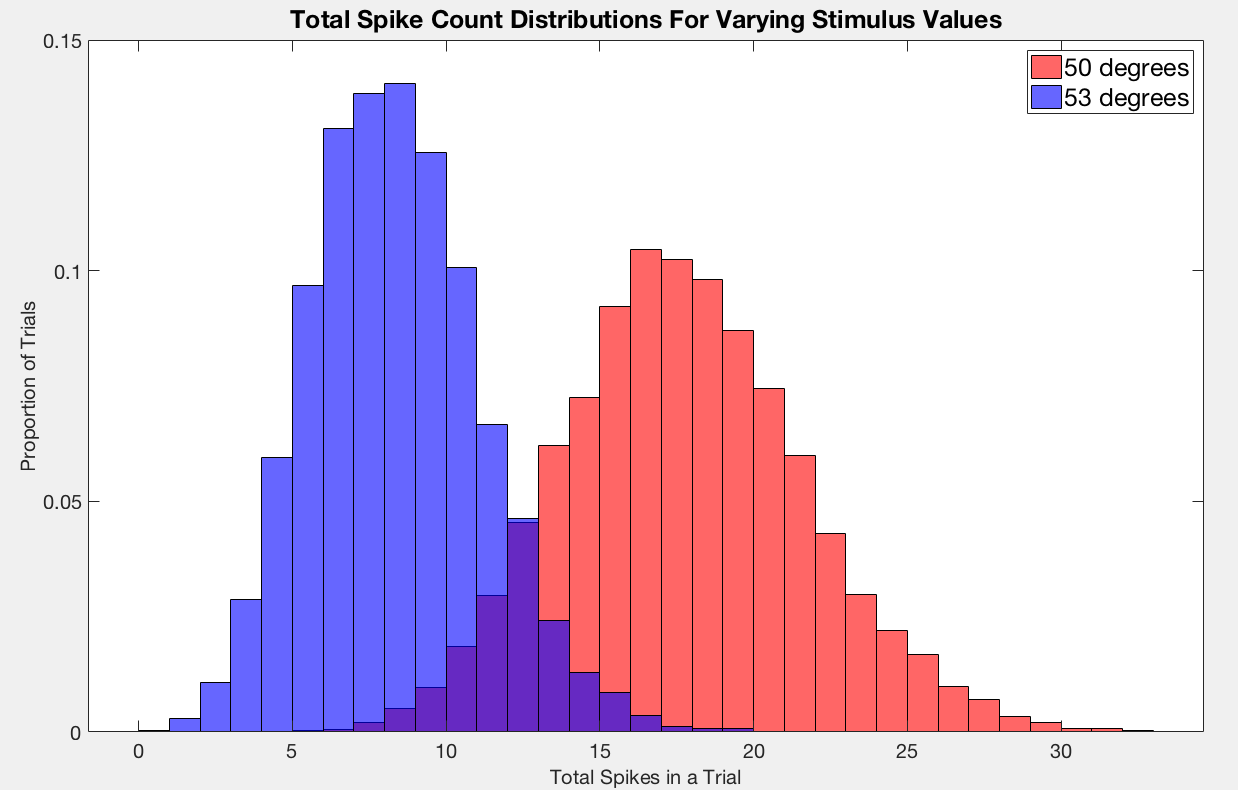 Total Spike Count Distributions For Varying Stimulus Values
0.15
50 degrees
53 degrees
0.1
Proportion of Trials
0.05
0
0 5 10 15 20 25 30
Total Spikes in a Trial